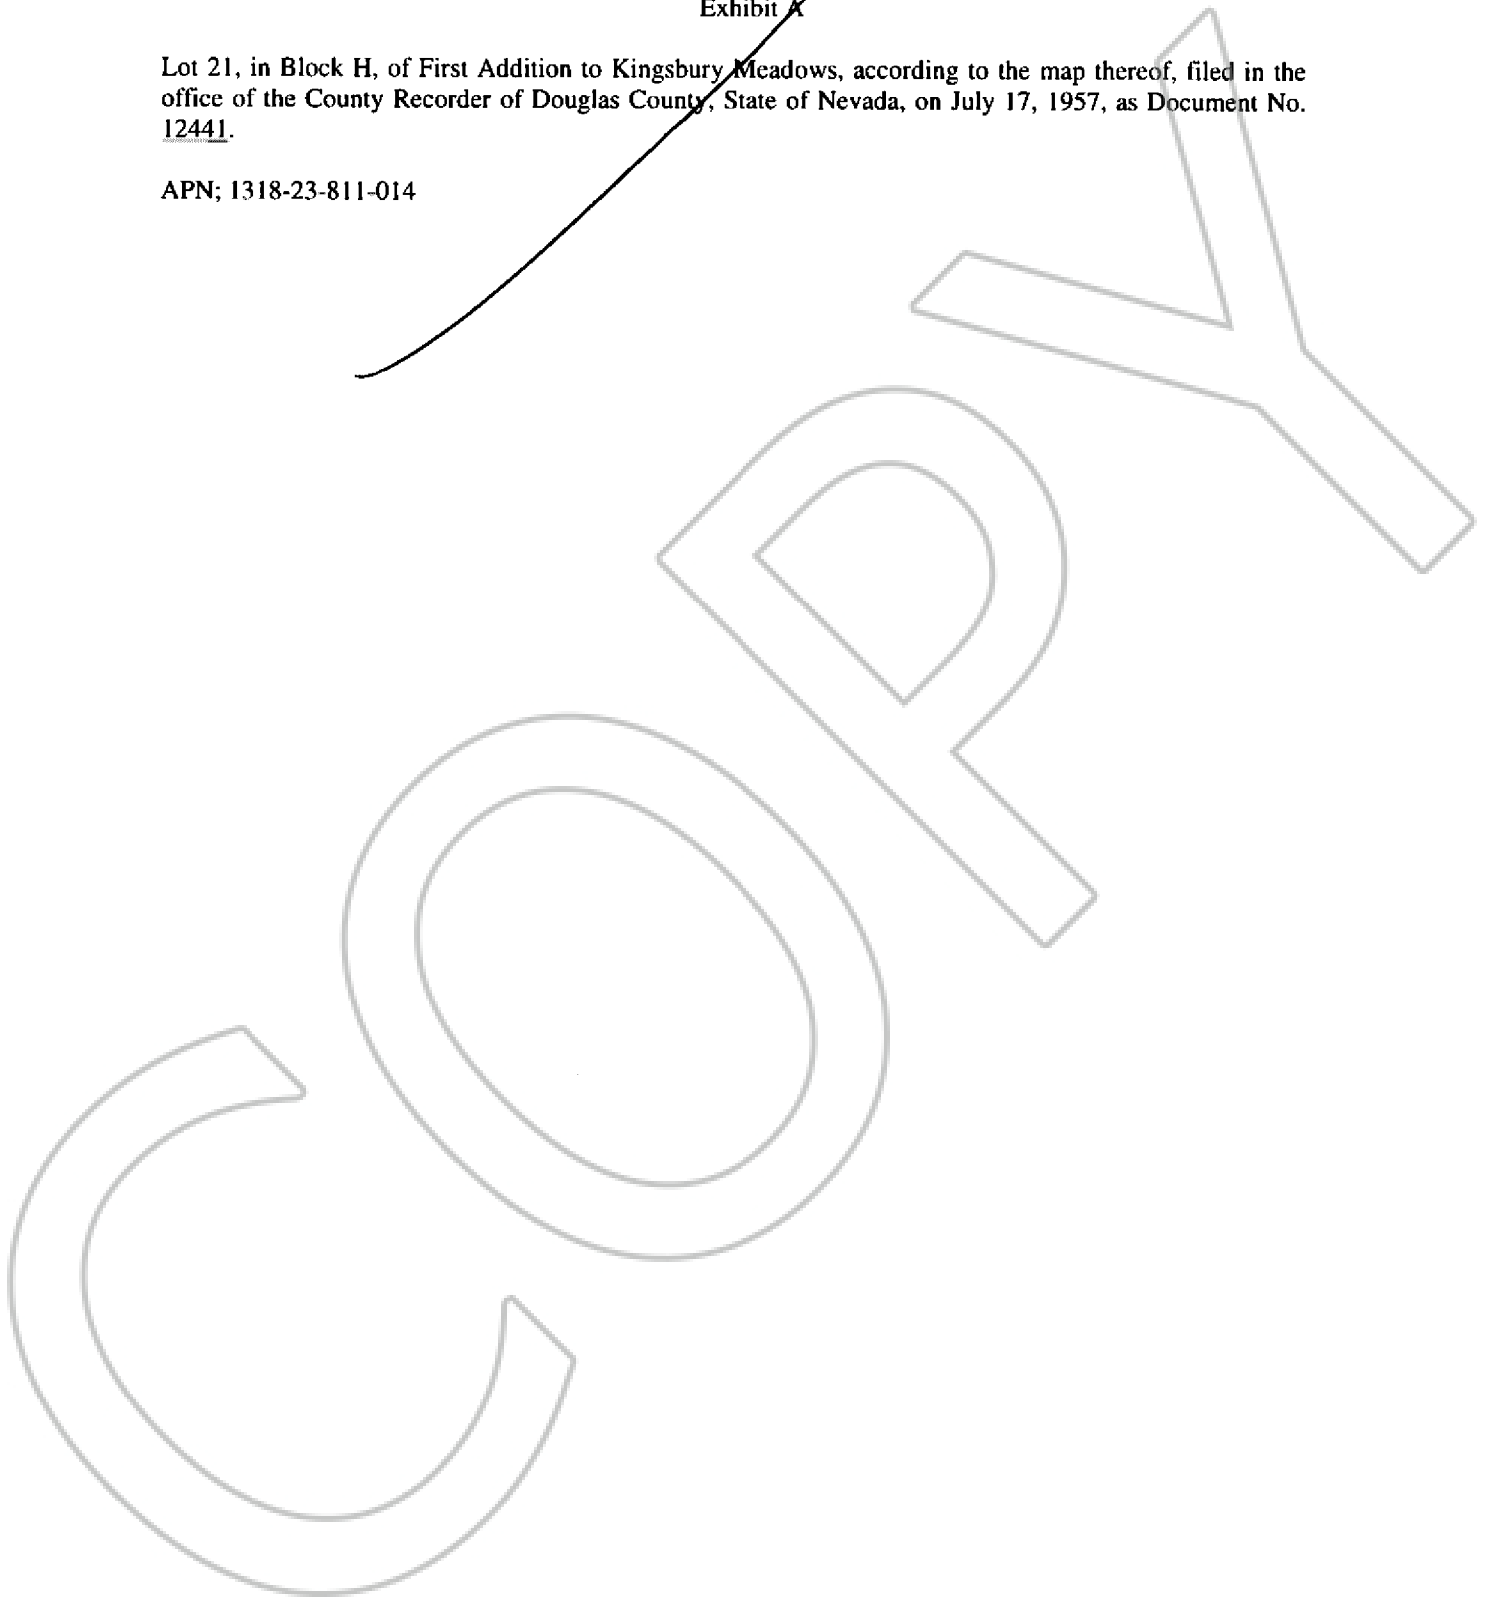 Exhibit A
Lot 21, in Block H, of First Addition to Kingsbury Meadows, according to the map thereof, filed in the
office of the County Recorder of Douglas County, State of Nevada, on July 17, 1957, as Document No.
12441.
APN; 1318-23-811-014
COPY